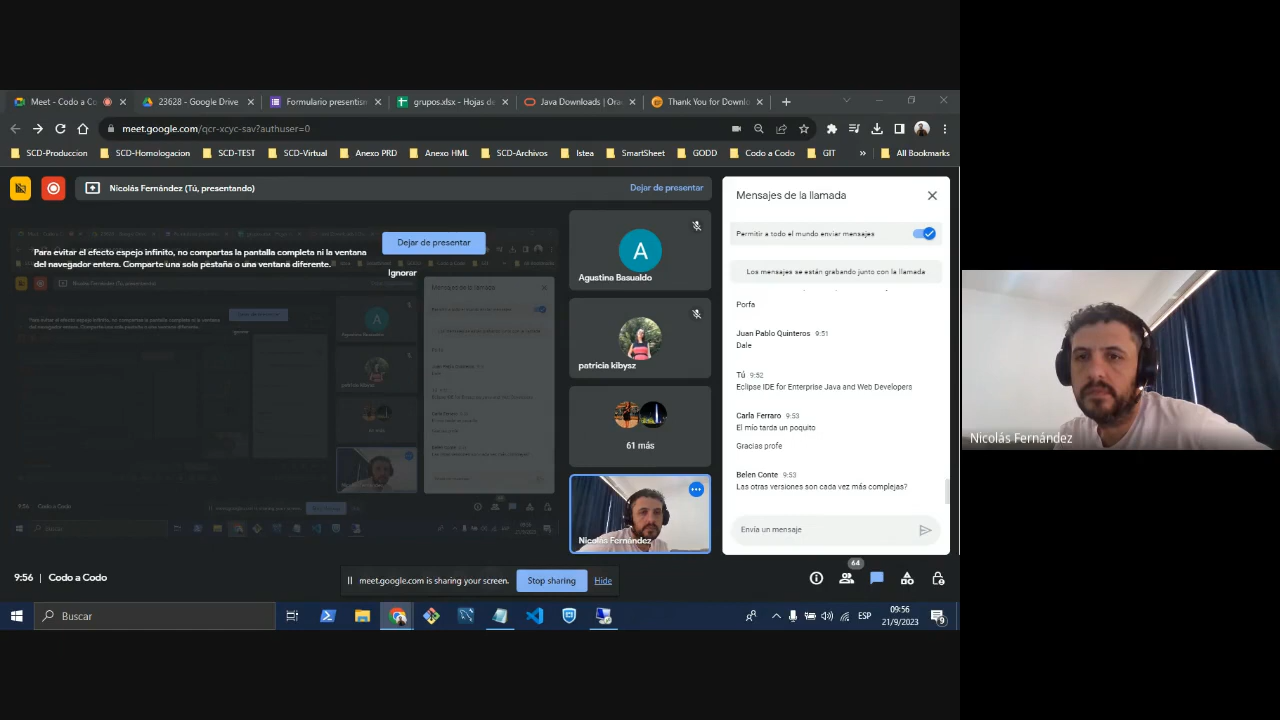 Meet - Codo a Co
23628 - Google Drive
Formulario presentism
grupos.xlsx - Hojas de
Java Downloads | Ora
Thank You for Downlo
meet.google.com/qcr-xcyc-sav?authuser=0
SCD-Produccion
SCD-Homologacion
SCD-TEST
SCD-Virtual
Anexo PRD
Anexo HML
SCD-Archivos
Istea
SmartSheet
GODD
Codo a Codo
GIT
»
All Bookmarks
Nicolás Fernández (Tú, presentando)
Dejar de presentar
Para evitar el efecto espejo infinito, no compartas la pantalla completa ni la ventana
del navegador entera. Comparte una sola pestaña o una ventana diferente.
Dejar de presentar
Ignorar
A
Agustina Basualdo
patricia kibysz
61 más
Nicolás Fernández
Mensajes de la llamada
Permitir a todo el mundo enviar mensajes
Los mensajes se están grabando junto con la llamada
Porfa
Juan Pablo Quinteros 9:51
Dale
Tú 9:52
Eclipse IDE for Enterprise Java and Web Developers
Carla Ferraro 9:53
El mío tarda un poquito
Gracias profe
Belen Conte 9:53
Las otras versiones son cada vez más complejas?
Envía un mensaje
9:56 | Codo a Codo
meet.google.com is sharing your screen.
Stop sharing
Hide
64
Buscar
ESP
09:56
21/9/2023
9
Nicolás Fernández